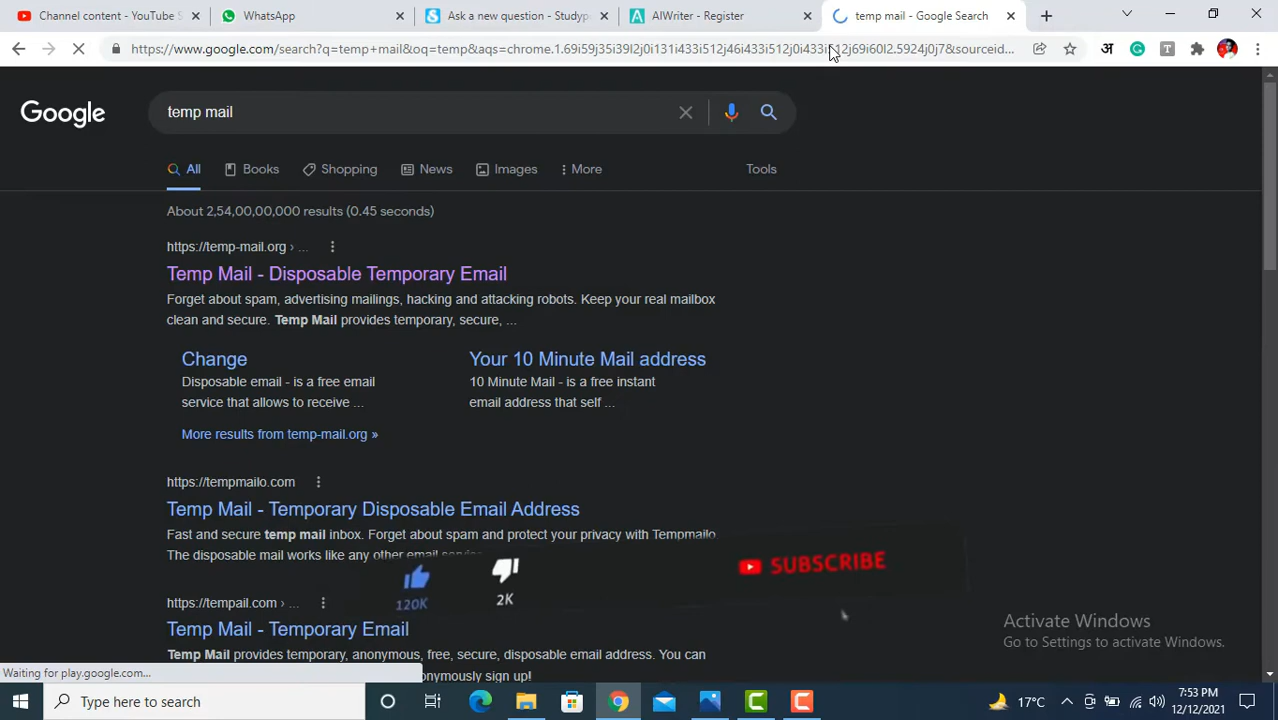 Channel content - YouTube S
WhatsApp
Ask a new question - Studyp
AIWriter - Register
temp mail - Google Search
https://www.google.com/search?q=temp+mail&oq=temp&aqs=chrome.1.69i59j35i39l2j0i131i433i512j46i433i512j0i433i512j69i60l2.5924j0j7&sourceid...
अ
T
Google
temp mail
All
Books
Shopping
News
Images
More
Tools
About 2,54,00,00,000 results (0.45 seconds)
https://temp-mail.org › ...
Temp Mail - Disposable Temporary Email
Forget about spam, advertising mailings, hacking and attacking robots. Keep your real mailbox
clean and secure. Temp Mail provides temporary, secure, ...
Change
Disposable email - is a free email
service that allows to receive ...
Your 10 Minute Mail address
10 Minute Mail - is a free instant
email address that self ...
More results from temp-mail.org »
https://tempmailo.com
Temp Mail - Temporary Disposable Email Address
Fast and secure temp mail inbox. Forget about spam and protect your privacy with Tempmailo
The disposable mail works like any other email
120K
2K
SUBSCRIBE
https://tempail.com › ...
Temp Mail - Temporary Email
Temp Mail provides temporary, anonymous, free, secure, disposable email address. You can
nymously sign up!
Activate Windows
Go to Settings to activate Windows.
Waiting for play.google.com...
Type here to search
17°C
7:53 PM
12/12/2021